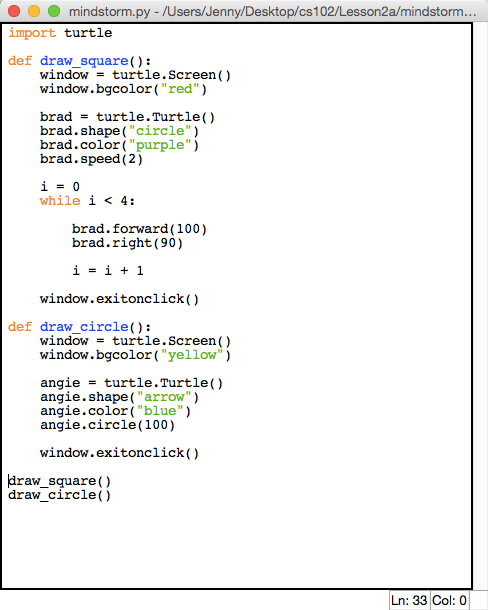 mindstorm.py - /Users/Jenny/Desktop/cs102/Lesson2a/mindstorm...
import turtle
def draw_square():
    window = turtle.Screen()
    window.bgcolor("red")
    brad = turtle.Turtle()
    brad.shape("circle")
    brad.color("purple")
    brad.speed(2)
    i = 0
    while i < 4:
        brad.forward(100)
        brad.right(90)
        i = i + 1
    window.exitonclick()
def draw_circle():
    window = turtle.Screen()
    window.bgcolor("yellow")
    angie = turtle.Turtle()
    angie.shape("arrow")
    angie.color("blue")
    angie.circle(100)
    window.exitonclick()
draw_square()
draw_circle()
Ln: 33 Col: 0